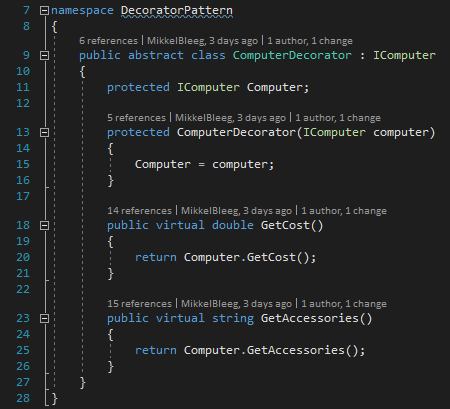 7 namespace DecoratorPattern
8 {
6 references | MikkelBleeg, 3 days ago | 1 author, 1 change
9 public abstract class ComputerDecorator : IComputer
10 {
11 protected IComputer Computer;
12
5 references | MikkelBleeg, 3 days ago | 1 author, 1 change
13 protected ComputerDecorator(IComputer computer)
14 {
15 Computer = computer;
16 }
17
14 references | MikkelBleeg, 3 days ago | 1 author, 1 change
18 public virtual double GetCost()
19 {
20 return Computer.GetCost();
21 }
22
15 references | MikkelBleeg, 3 days ago | 1 author, 1 change
23 public virtual string GetAccessories()
24 {
25 return Computer.GetAccessories();
26 }
27 }
28 }